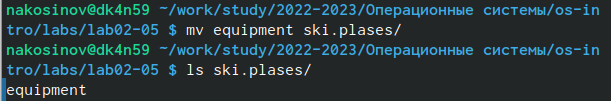 nakosinov@dk4n59 ~/work/study/2022-2023/Операционные системы/os-in
tro/labs/lab02-05 $ mv equipment ski.plases/
nakosinov@dk4n59 ~/work/study/2022-2023/Операционные системы/os-in
tro/labs/lab02-05 $ ls ski.plases/
equipment